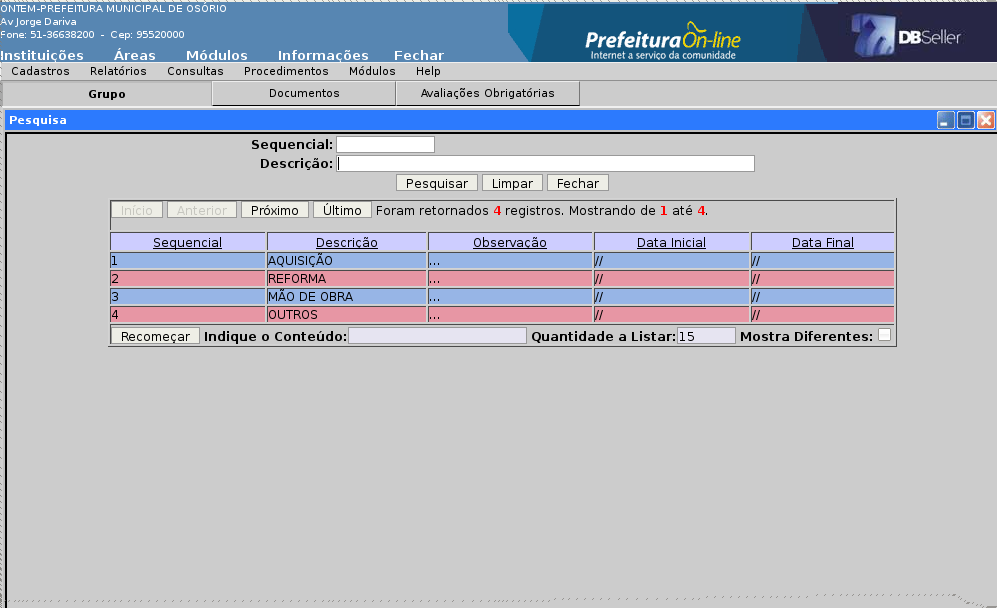 ONTEM-PREFEITURA MUNICIPAL DE OSÓRIO
Av Jorge Dariva
Fone: 51-36638200 - Cep: 95520000
PrefeituraOn-line
Internet a serviço da comunidade
DBSeller
Instituições Áreas Módulos Informações Fechar
Cadastros Relatórios Consultas Procedimentos Módulos Help
Grupo Documentos Avaliações Obrigatórias
Pesquisa
Sequencial:
Descrição:
Pesquisar Limpar Fechar
Início Anterior Próximo Último Foram retornados 4 registros. Mostrando de 1 até 4.
Sequencial Descrição Observação Data Inicial Data Final
1 AQUISIÇÃO ... // //
2 REFORMA ... // //
3 MÃO DE OBRA ... // //
4 OUTROS ... // //
Recomeçar Indique o Conteúdo: Quantidade a Listar: 15 Mostra Diferentes: